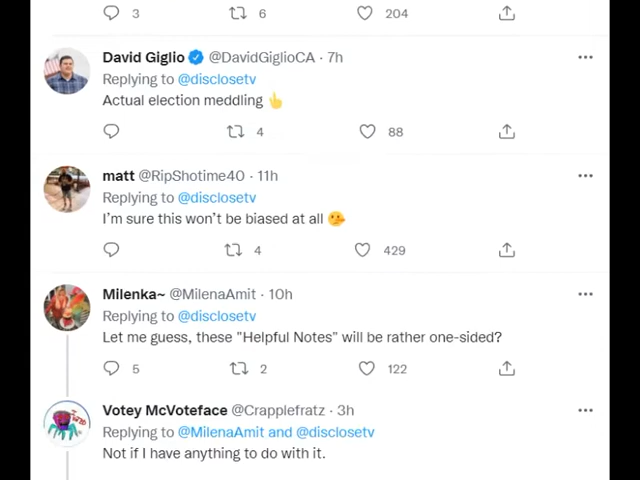 3 6 204
David Giglio @DavidGiglioCA · 7h
Replying to @disclosetv
Actual election meddling 👆
4 88
matt @RipShotime40 · 11h
Replying to @disclosetv
I'm sure this won't be biased at all 🫡
4 429
Milenka~ @MilenaAmit · 10h
Replying to @disclosetv
Let me guess, these "Helpful Notes" will be rather one-sided?
5 2 122
Votey McVoteface @Crapplefratz · 3h
Replying to @MilenaAmit and @disclosetv
Not if I have anything to do with it.